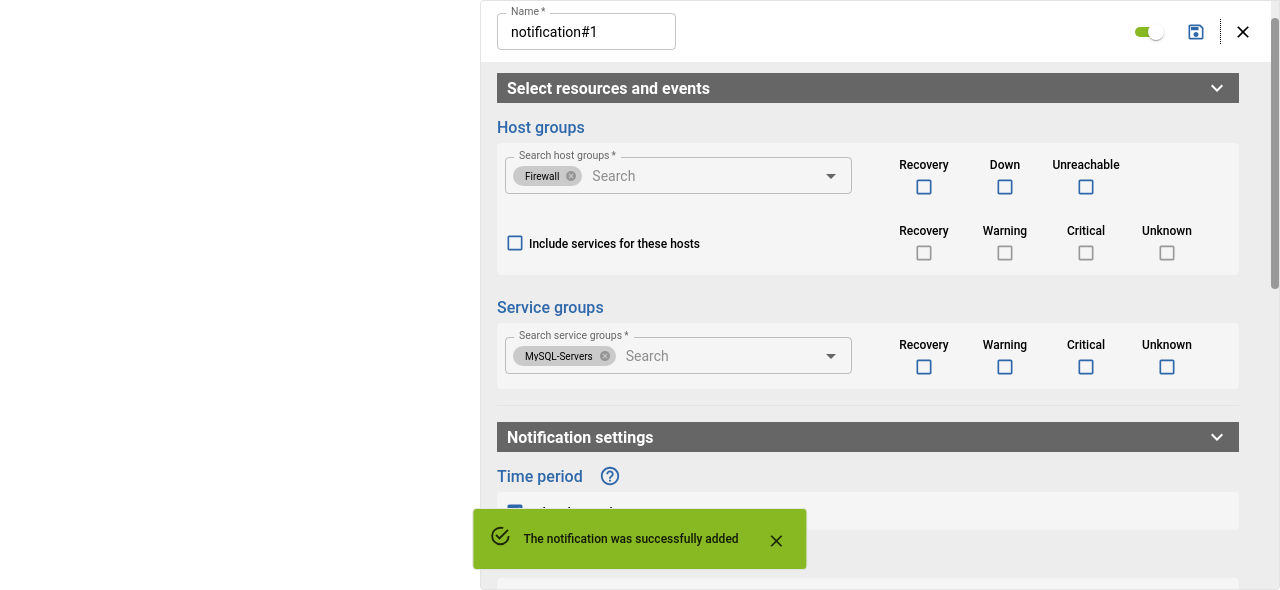 Name *
notification#1
Select resources and events
Host groups
Search host groups *
Firewall
Search
Recovery Down Unreachable
Include services for these hosts
Recovery Warning Critical Unknown
Service groups
Search service groups *
MySQL-Servers
Search
Recovery Warning Critical Unknown
Notification settings
Time period
The notification was successfully added